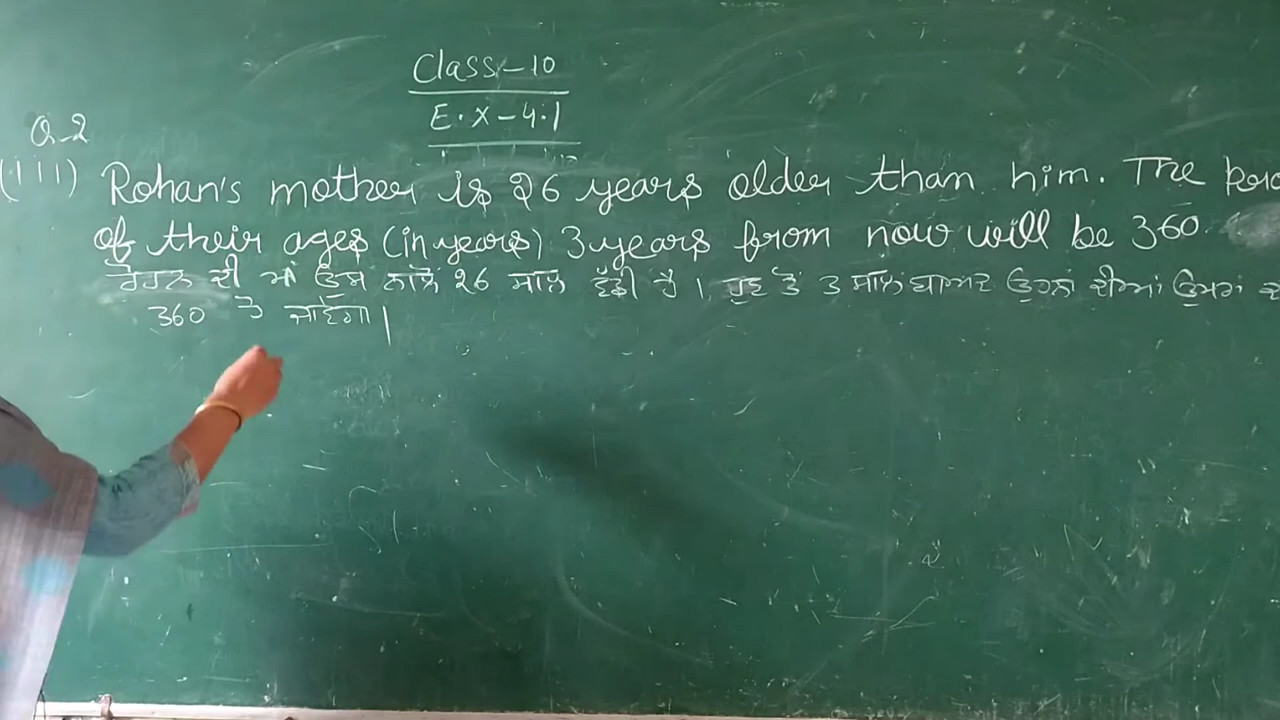 Class-10
E.X-4.1
Q.2
(iii) Rohan's mother is 26 years older than him. The
of their ages (in years) 3 years from now will be 360
ਰੋਹਨ ਦੀ ਮਾਂ ਉਸ ਨਾਲੋਂ 26 ਸਾਲ ਵੱਡੀ ਹੈ । ਹੁਣ ਤੋਂ 3 ਸਾਲ ਬਾਅਦ ਉਹਨਾਂ ਦੀਆਂ ਉਮਰਾਂ
360 ਹੋ ਜਾਵੇਗਾ |